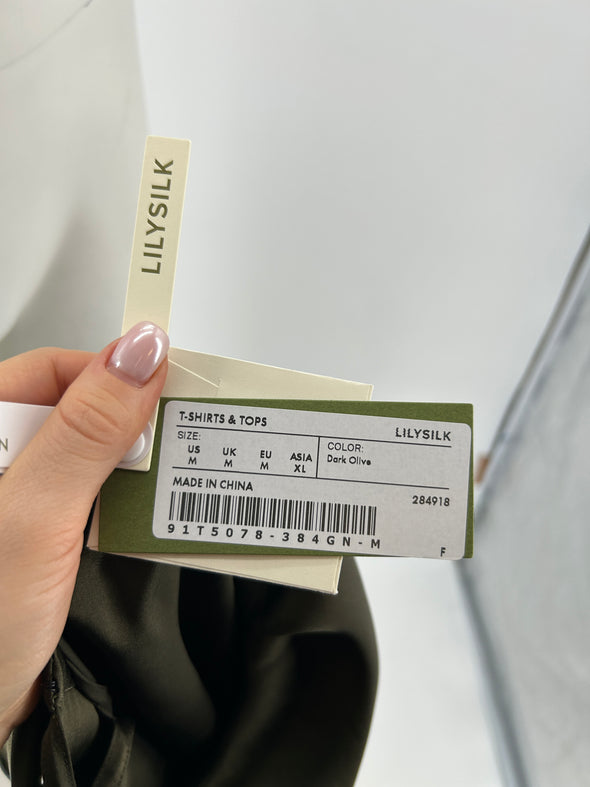 LILYSILK
N
T-SHIRTS & TOPS
LILYSILK
SIZE:
US UK EU ASIA
M M M XL
COLOR:
Dark Olive
MADE IN CHINA
284918
91T5078-384GN-M
F